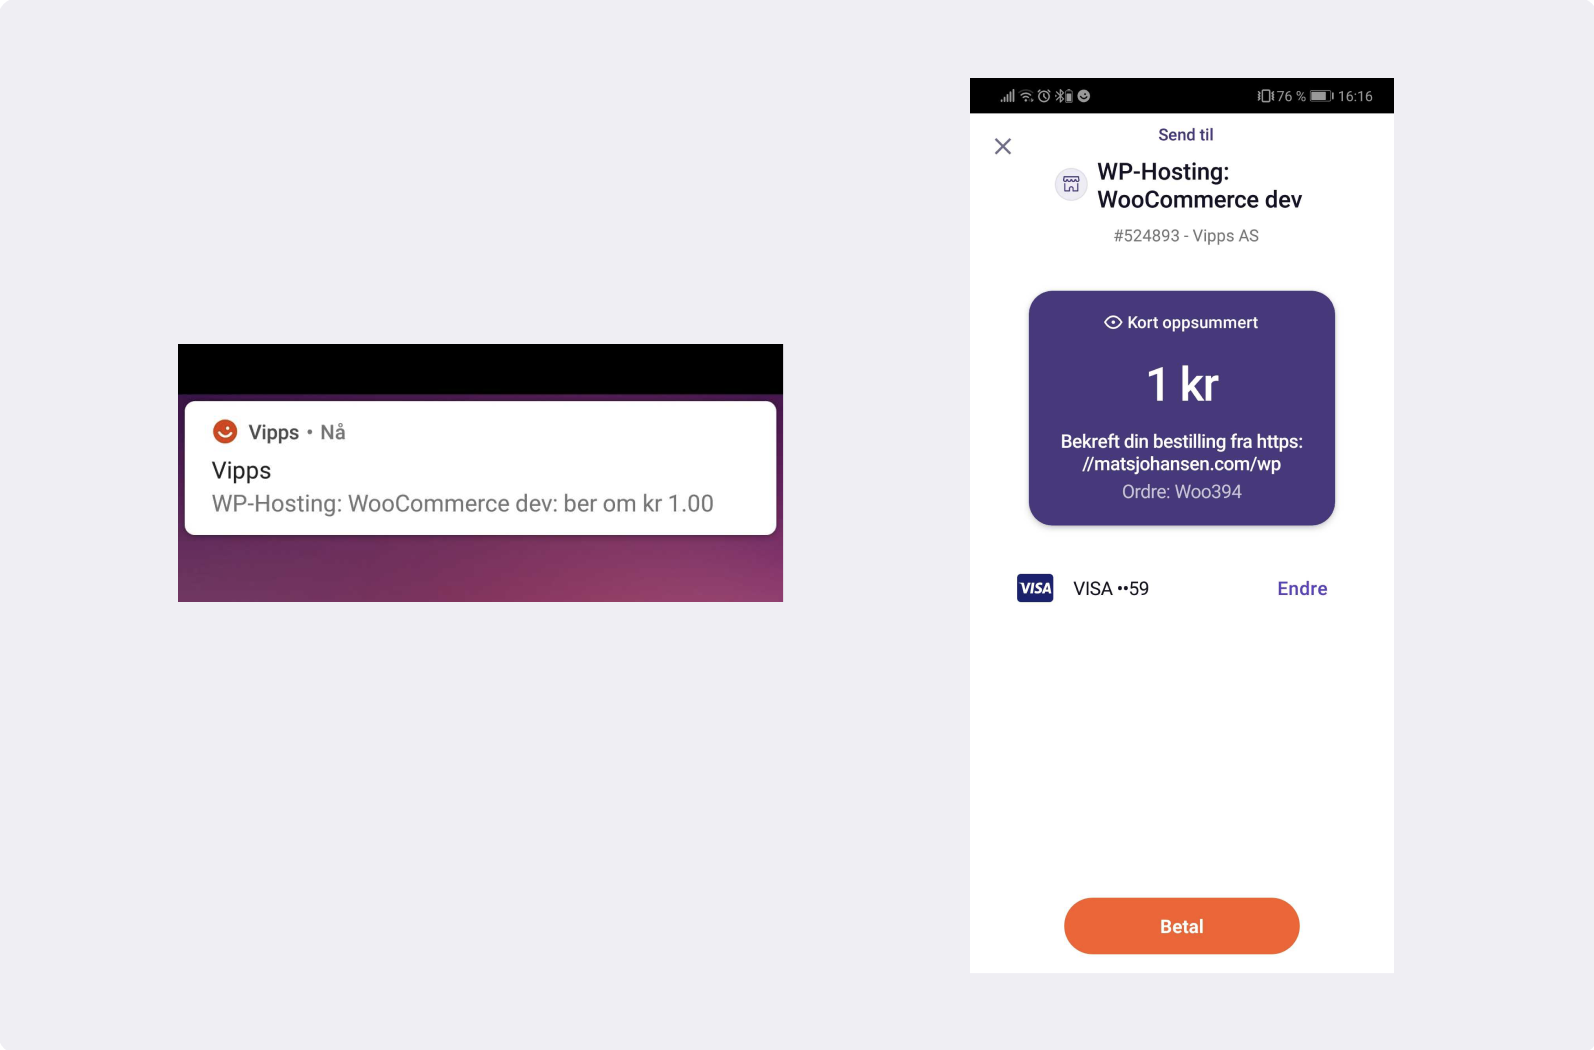 Vipps • Nå
Vipps
WP-Hosting: WooCommerce dev: ber om kr 1.00
76 % 16:16
Send til
WP-Hosting:
WooCommerce dev
#524893 - Vipps AS
Kort oppsummert
1 kr
Bekreft din bestilling fra https:
//matsjohansen.com/wp
Ordre: Woo394
VISA VISA ••59 Endre
Betal